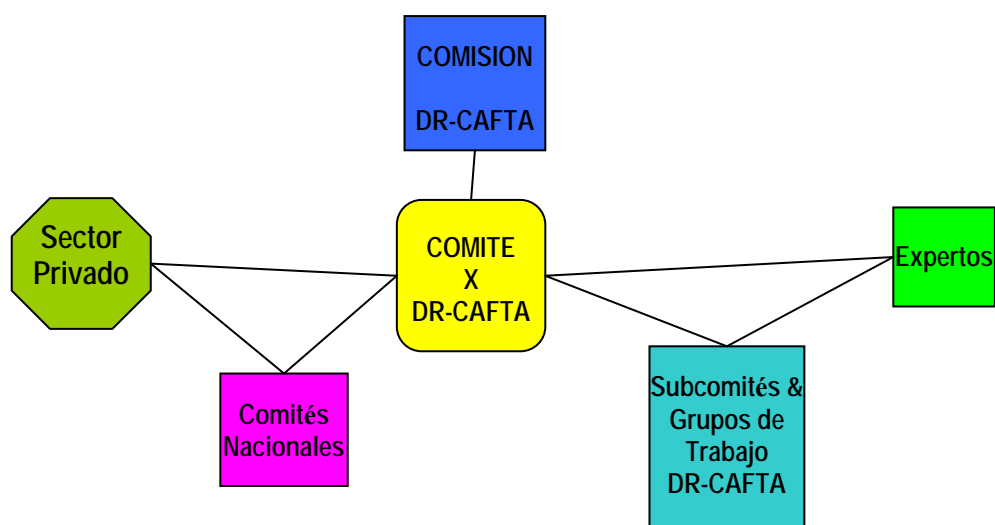 COMISION
DR-CAFTA
Sector
Privado
COMITE
X
DR-CAFTA
Expertos
Comités
Nacionales
Subcomités &
Grupos de
Trabajo
DR-CAFTA